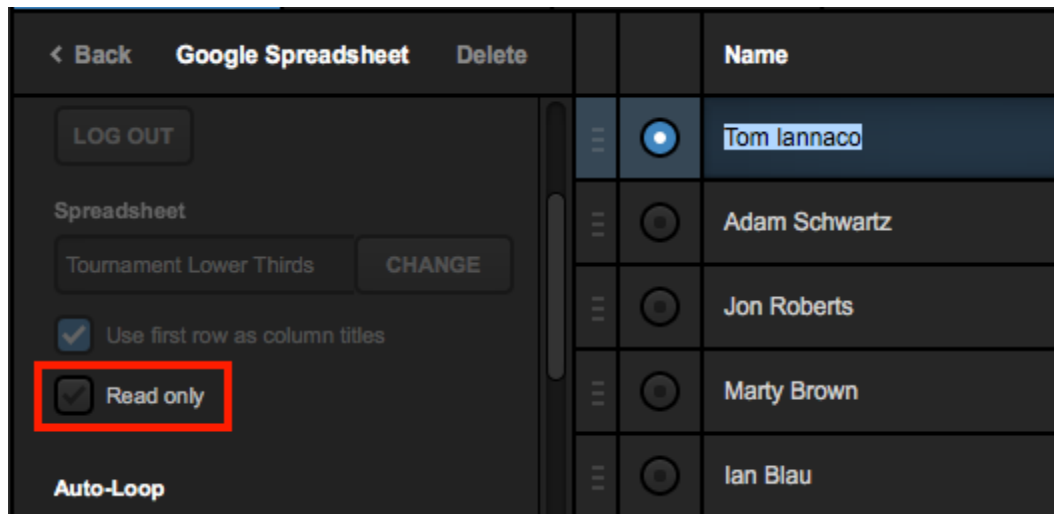 < Back Google Spreadsheet Delete
LOG OUT
Spreadsheet
Tournament Lower Thirds CHANGE
Use first row as column titles
Read only
Auto-Loop
Name
Tom Iannaco
Adam Schwartz
Jon Roberts
Marty Brown
Ian Blau